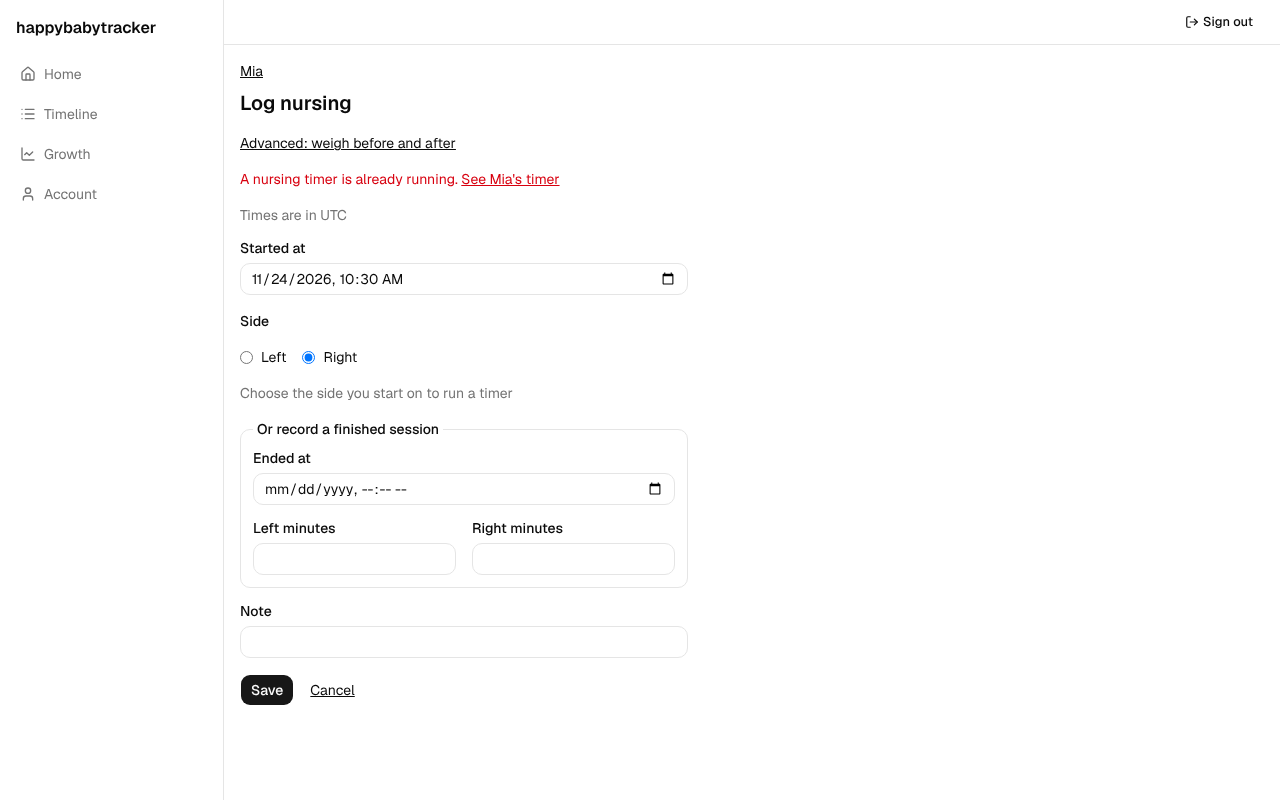 happybabytracker
Sign out
Home
Timeline
Growth
Account
Mia
Log nursing
Advanced: weigh before and after
A nursing timer is already running. See Mia's timer
Times are in UTC
Started at
11/24/2026, 10:30 AM
Side
Left Right
Choose the side you start on to run a timer
Or record a finished session
Ended at
mm/dd/yyyy, --:-- --
Left minutes Right minutes
Note
Save Cancel